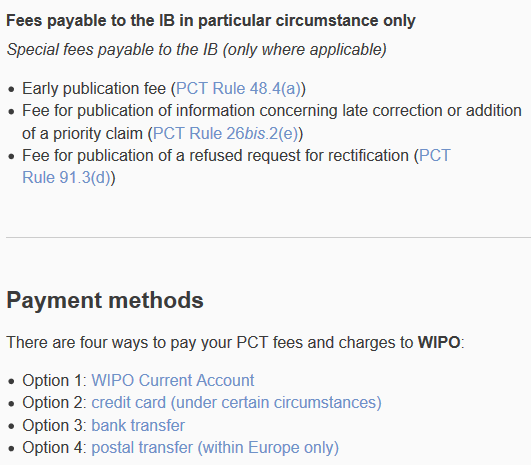 Fees payable to the IB in particular circumstance only
Special fees payable to the IB (only where applicable)
• Early publication fee (PCT Rule 48.4(a))
• Fee for publication of information concerning late correction or addition
of a priority claim (PCT Rule 26bis.2(e))
• Fee for publication of a refused request for rectification (PCT
Rule 91.3(d))
Payment methods
There are four ways to pay your PCT fees and charges to WIPO:
• Option 1: WIPO Current Account
• Option 2: credit card (under certain circumstances)
• Option 3: bank transfer
• Option 4: postal transfer (within Europe only)